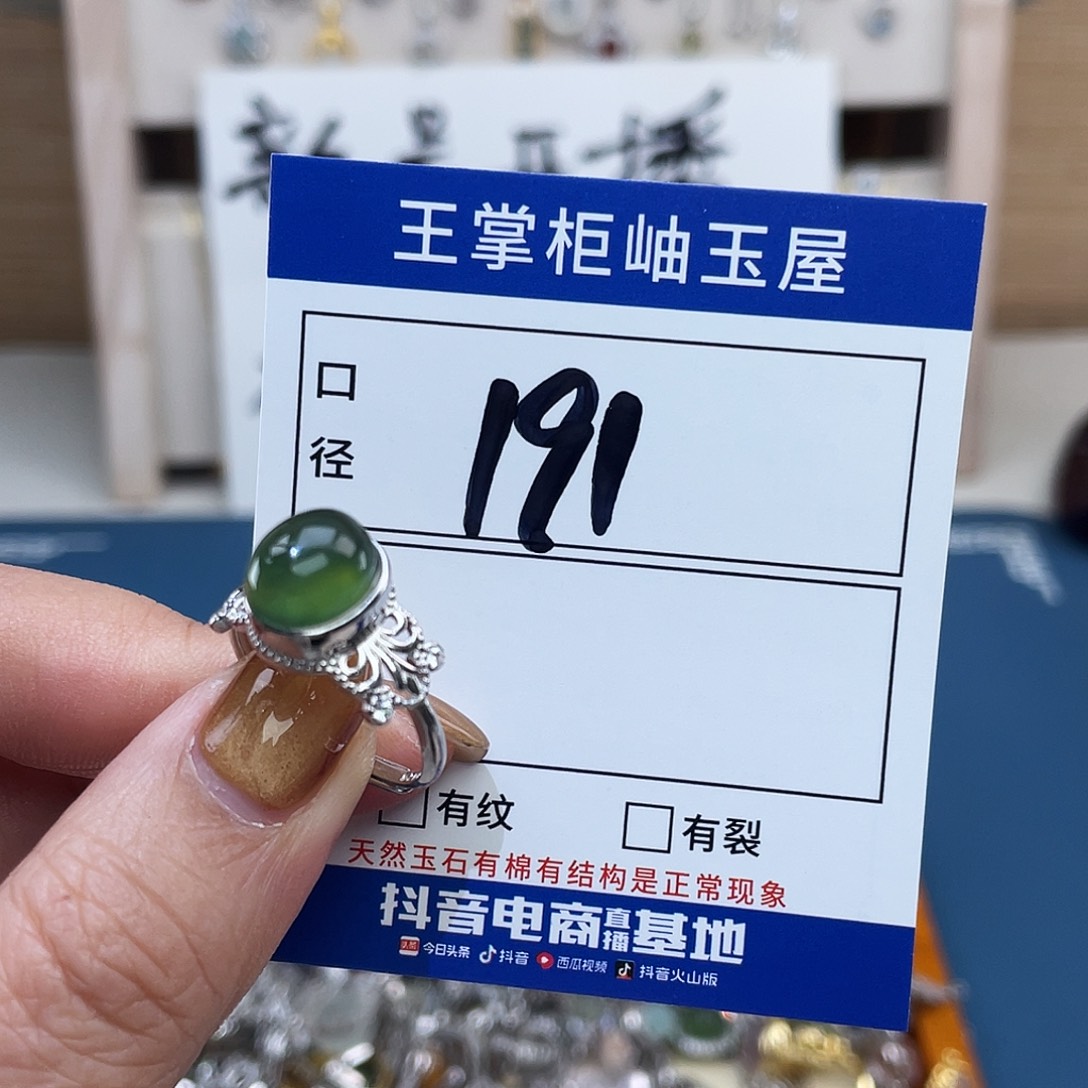 王掌柜岫玉屋
口径
191
有纹 有裂
天然玉石有棉有结构是正常现象
抖音电商直播基地
头条 今日头条 抖音 西瓜视频 抖音火山版